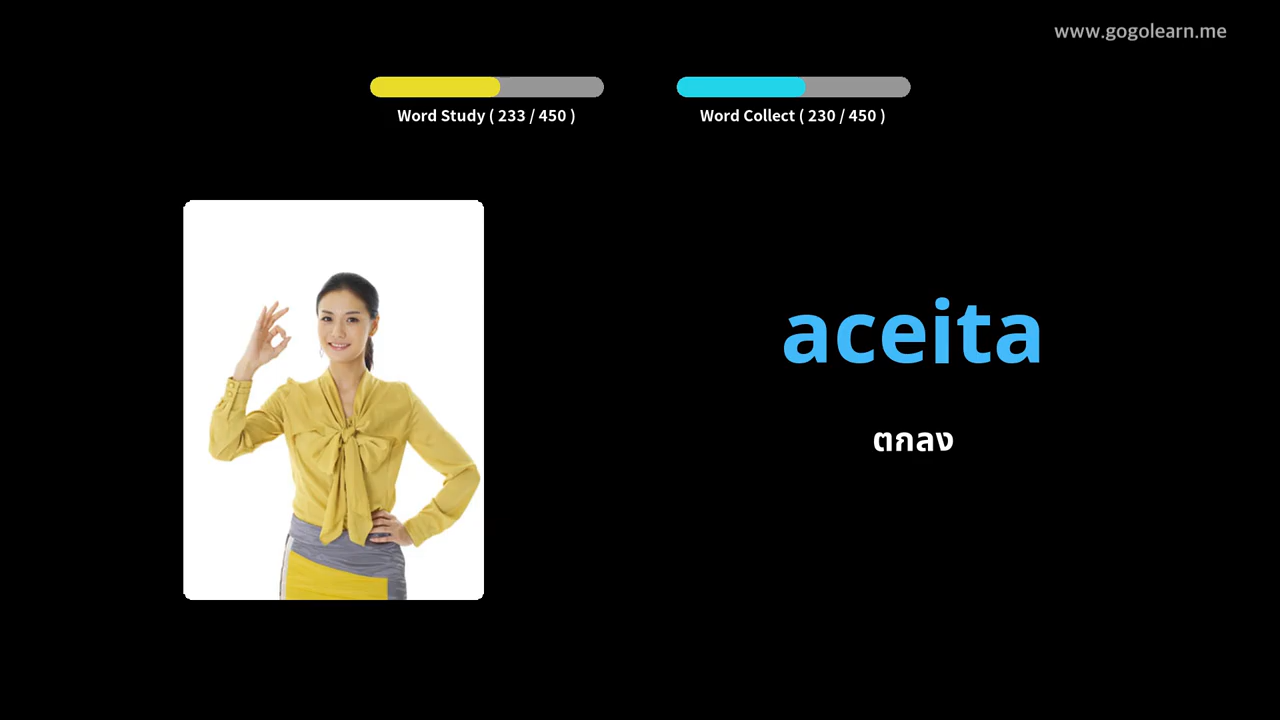 www.gogolearn.me
Word Study ( 233 / 450 )
Word Collect ( 230 / 450 )
aceita
ตกลง